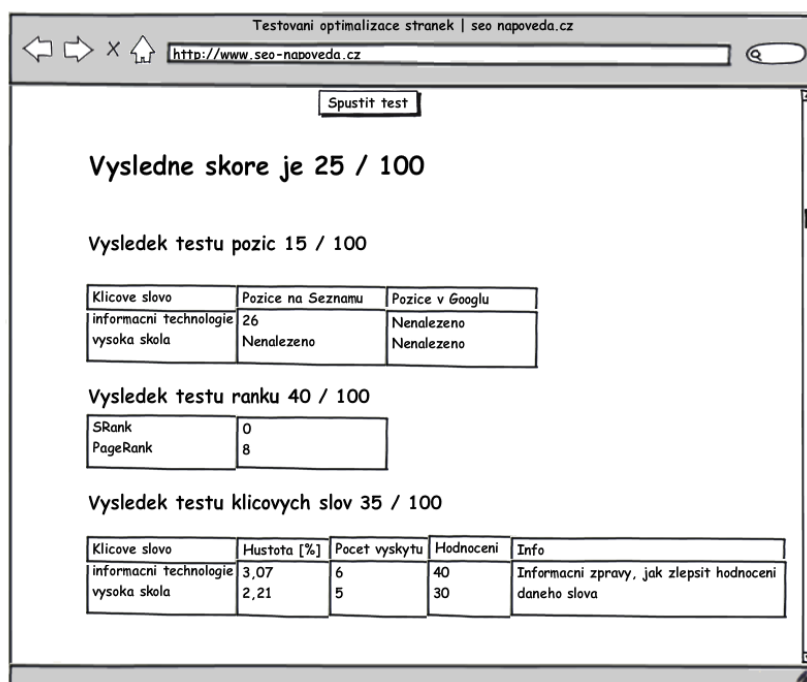 Testovani optimalizace stranek | seo napoveda.cz
X
http://www.seo-napoveda.cz
Spustit test
Vysledne skore je 25 / 100
Vysledek testu pozic 15 / 100
Klicove slovo Pozice na Seznamu Pozice v Googlu
informacni technologie 26 Nenalezeno
vysoka skola Nenalezeno Nenalezeno
Vysledek testu ranku 40 / 100
SRank 0
PageRank 8
Vysledek testu klicovych slov 35 / 100
Klicove slovo Hustota [%] Pocet vyskytu Hodnoceni Info
informacni technologie 3,07 6 40 Informacni zpravy, jak zlepsit hodnoceni
vysoka skola 2,21 5 30 daneho slova